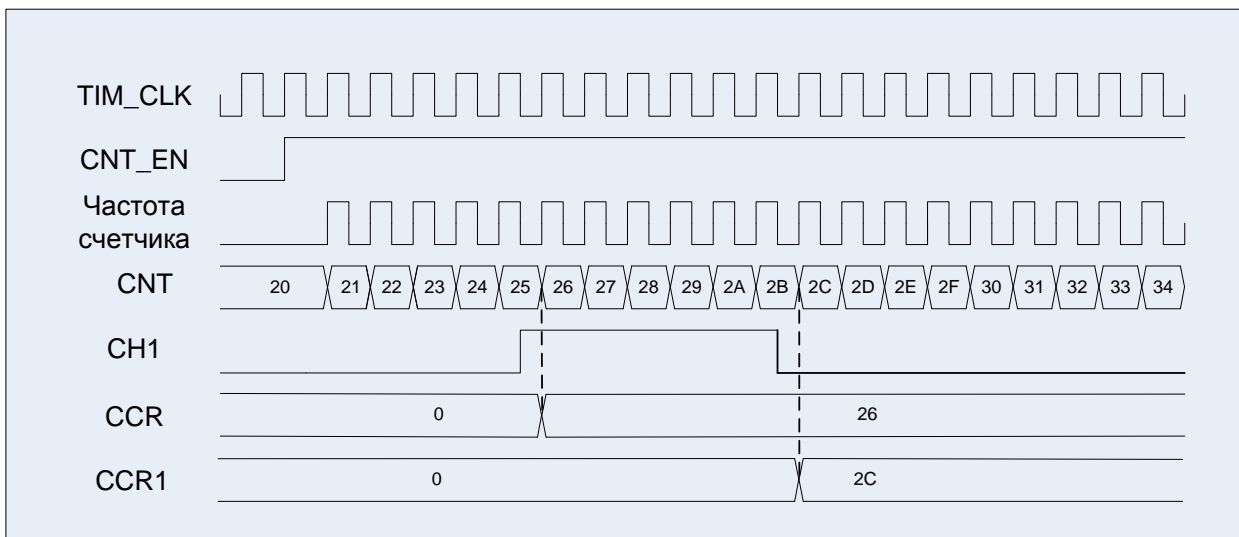 TIM_CLK
CNT_EN
Частота
счетчика
CNT 20 21 22 23 24 25 26 27 28 29 2A 2B 2C 2D 2E 2F 30 31 32 33 34
CH1
CCR 0 26
CCR1 0 2C